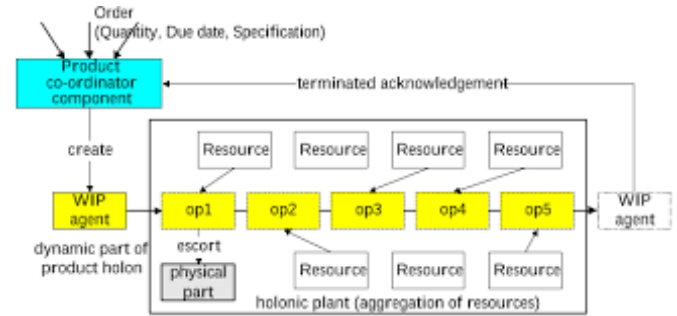 Order
(Quantity, Due date, Specification)
Product
co-ordinator
component
terminated acknowledgement
create
Resource
Resource
Resource
Resource
WIP
agent
op1
op2
op3
op4
op5
WIP
agent
dynamic part of
product holon
escort
physical
part
Resource
Resource
Resource
holonic plant (aggregation of resources)